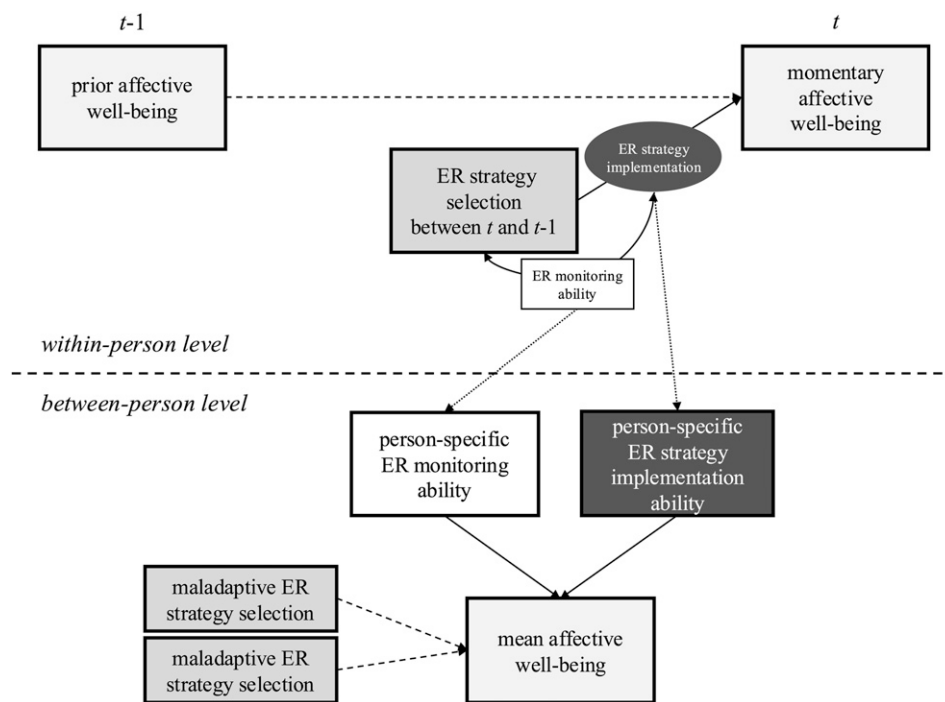 t-1
t
prior affective
well-being
momentary
affective
well-being
ER strategy
implementation
ER strategy
selection
between t and t-1
ER monitoring
ability
within-person level
between-person level
person-specific
ER monitoring
ability
person-specific
ER strategy
implementation
ability
maladaptive ER
strategy selection
maladaptive ER
strategy selection
mean affective
well-being